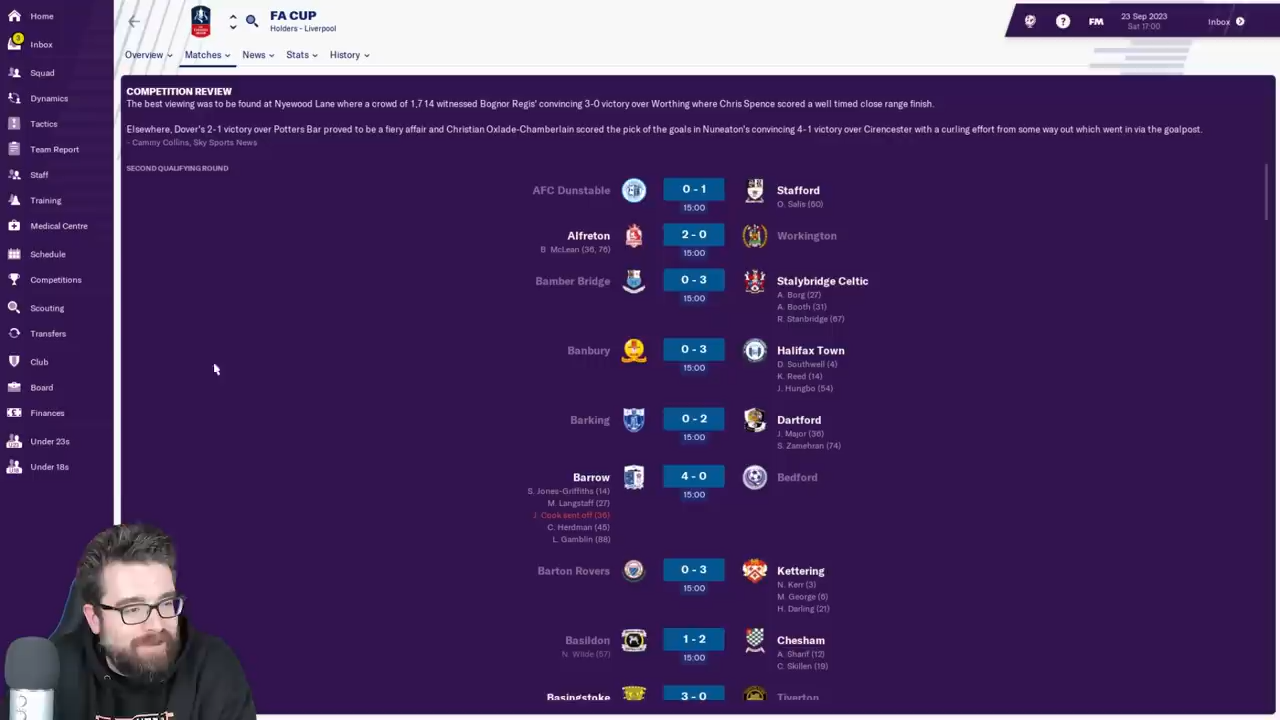 Home
FA CUP
Holders - Liverpool
FM
23 Sep 2023
Sat 17:00
Inbox
3
Inbox
Overview
Matches
News
Stats
History
Squad
Dynamics
Tactics
Team Report
Staff
Training
Medical Centre
Schedule
Competitions
Scouting
Transfers
Club
Board
Finances
Under 23s
Under 18s
COMPETITION REVIEW
The best viewing was to be found at Nyewood Lane where a crowd of 1,714 witnessed Bognor Regis' convincing 3-0 victory over Worthing where Chris Spence scored a well timed close range finish.
Elsewhere, Dover's 2-1 victory over Potters Bar proved to be a fiery affair and Christian Oxlade-Chamberlain scored the pick of the goals in Nuneaton's convincing 4-1 victory over Cirencester with a curling effort from some way out which went in via the goalpost.
- Cammy Collins, Sky Sports News
SECOND QUALIFYING ROUND
AFC Dunstable 0 - 1 Stafford
15:00 O. Salis (60)
Alfreton 2 - 0 Workington
B. McLean (36, 76) 15:00
Bamber Bridge 0 - 3 Stalybridge Celtic
15:00 A. Borg (27)
A. Booth (31)
R. Stanbridge (67)
Banbury 0 - 3 Halifax Town
15:00 D. Southwell (4)
K. Reed (14)
J. Hungbo (54)
Barking 0 - 2 Dartford
15:00 J. Major (36)
S. Zamehran (74)
Barrow 4 - 0 Bedford
S. Jones-Griffiths (14) 15:00
M. Langstaff (27)
J. Cook sent off (36)
C. Herdman (45)
L. Gamblin (88)
Barton Rovers 0 - 3 Kettering
15:00 N. Kerr (3)
M. George (6)
H. Darling (21)
Basildon 1 - 2 Chesham
N. Wilde (57) 15:00 A. Sharif (12)
C. Skillen (19)
Basingstoke 3 - 0 Tiverton